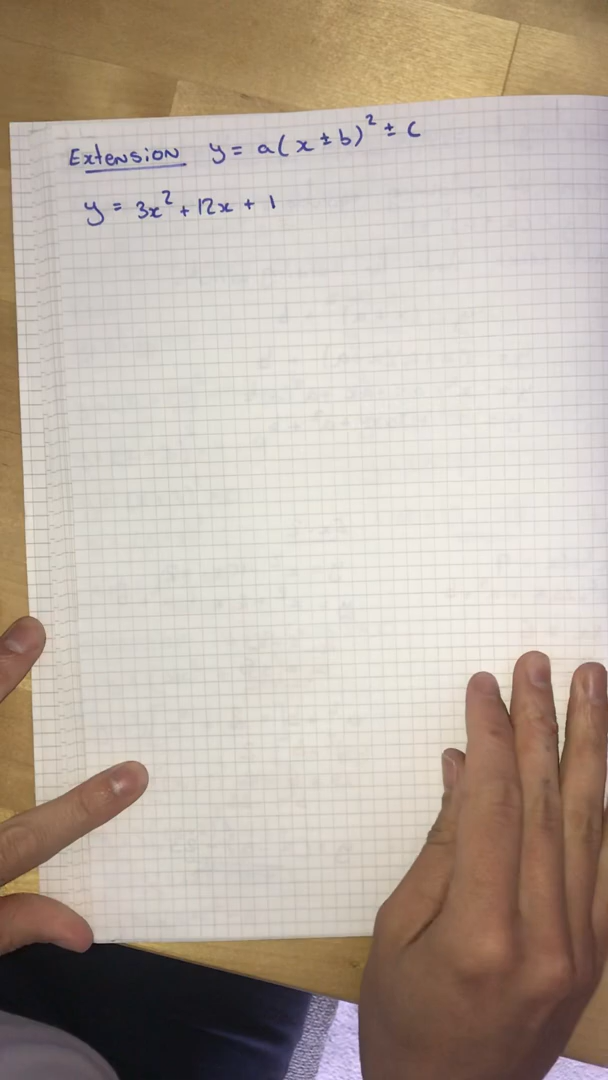 Extension y = a(x ± b)² ± c
y = 3x² + 12x + 1